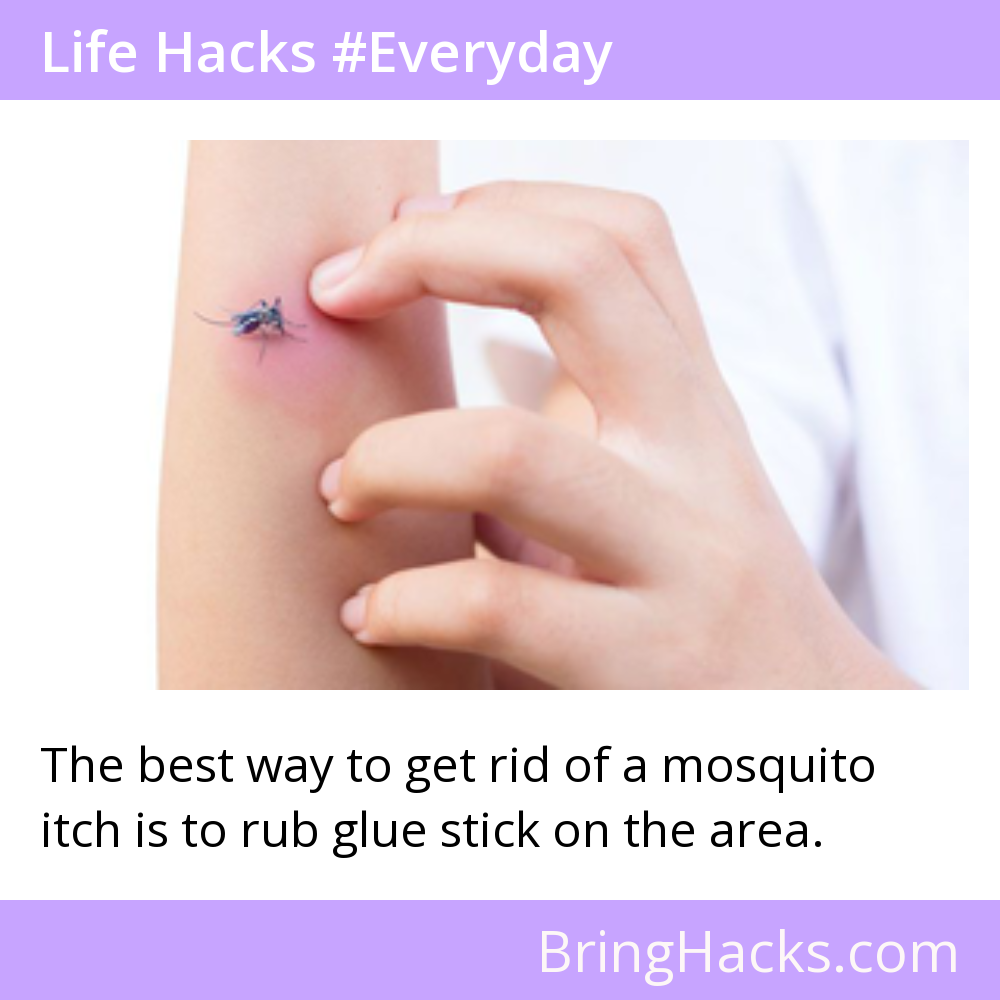 Life Hacks #Everyday
The best way to get rid of a mosquito
itch is to rub glue stick on the area.
BringHacks.com